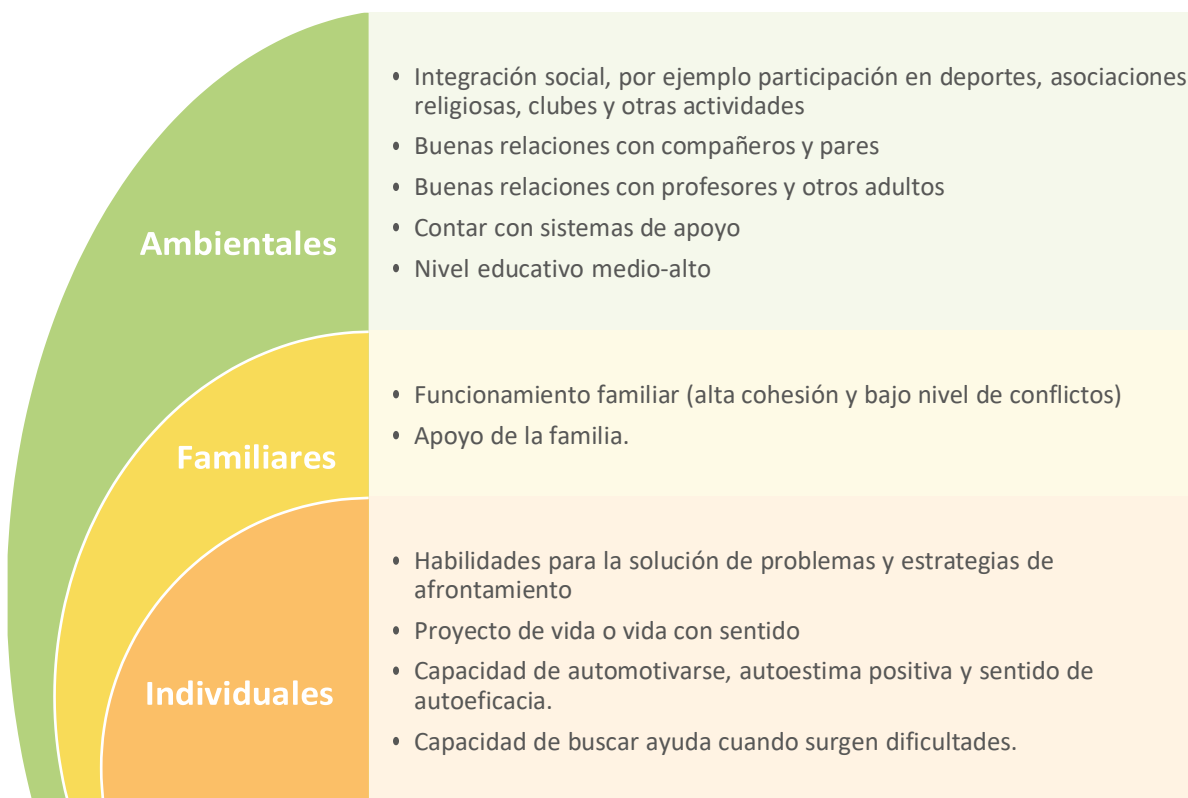 Ambientales
• Integración social, por ejemplo participación en deportes, asociaciones
religiosas, clubes y otras actividades
• Buenas relaciones con compañeros y pares
• Buenas relaciones con profesores y otros adultos
• Contar con sistemas de apoyo
• Nivel educativo medio-alto
Familiares
• Funcionamiento familiar (alta cohesión y bajo nivel de conflictos)
• Apoyo de la familia.
Individuales
• Habilidades para la solución de problemas y estrategias de
afrontamiento
• Proyecto de vida o vida con sentido
• Capacidad de automotivarse, autoestima positiva y sentido de
autoeficacia.
• Capacidad de buscar ayuda cuando surgen dificultades.